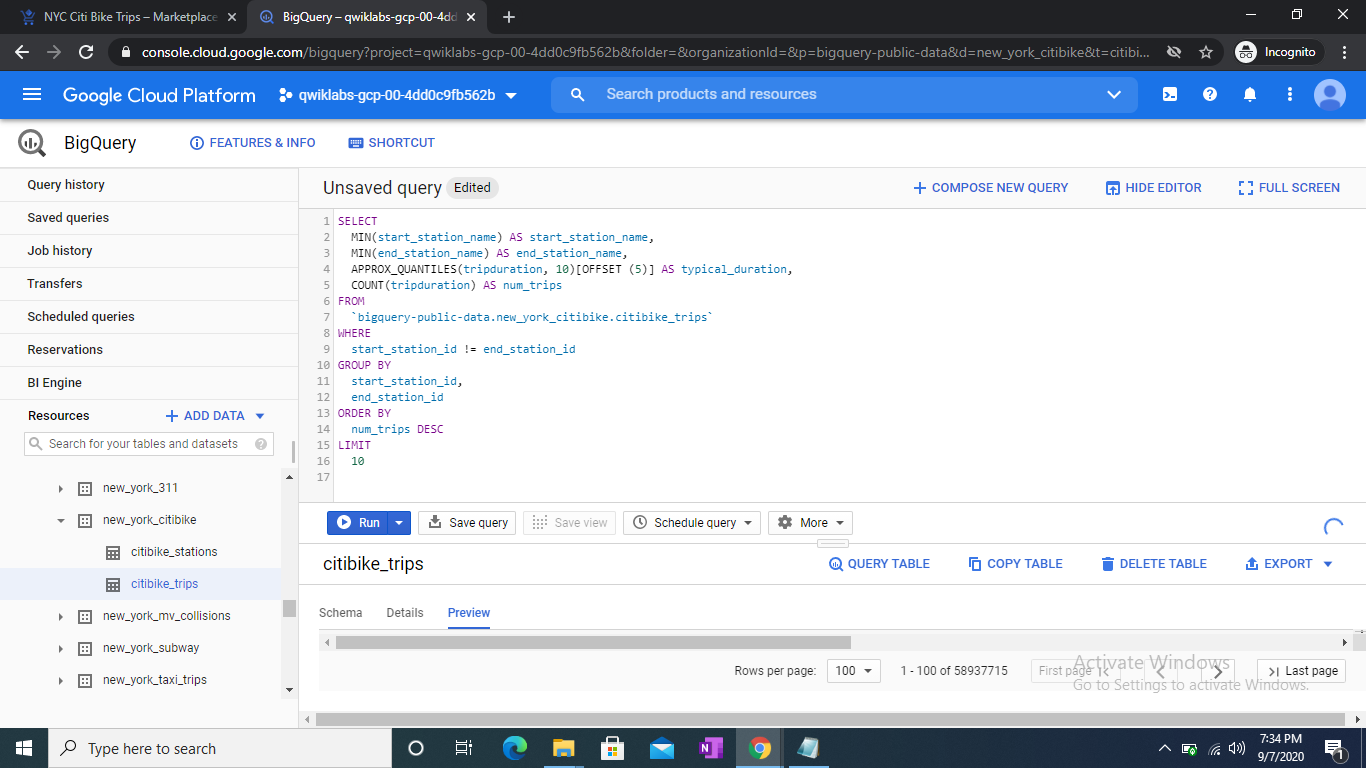 NYC Citi Bike Trips – Marketplace
BigQuery – qwiklabs-gcp-00-4dd
console.cloud.google.com/bigquery?project=qwiklabs-gcp-00-4dd0c9fb562b&folder=&organizationId=&p=bigquery-public-data&d=new_york_citibike&t=citibi...
Incognito
Google Cloud Platform
qwiklabs-gcp-00-4dd0c9fb562b
Search products and resources
BigQuery
FEATURES & INFO
SHORTCUT
Query history
Saved queries
Job history
Transfers
Scheduled queries
Reservations
BI Engine
Resources
ADD DATA
Search for your tables and datasets
new_york_311
new_york_citibike
citibike_stations
citibike_trips
new_york_mv_collisions
new_york_subway
new_york_taxi_trips
Unsaved query Edited
COMPOSE NEW QUERY
HIDE EDITOR
FULL SCREEN
1 SELECT
2 MIN(start_station_name) AS start_station_name,
3 MIN(end_station_name) AS end_station_name,
4 APPROX_QUANTILES(tripduration, 10)[OFFSET (5)] AS typical_duration,
5 COUNT(tripduration) AS num_trips
6 FROM
7 `bigquery-public-data.new_york_citibike.citibike_trips`
8 WHERE
9 start_station_id != end_station_id
10 GROUP BY
11 start_station_id,
12 end_station_id
13 ORDER BY
14 num_trips DESC
15 LIMIT
16 10
17
Run
Save query
Save view
Schedule query
More
citibike_trips
QUERY TABLE
COPY TABLE
DELETE TABLE
EXPORT
Schema
Details
Preview
Rows per page: 100
1 - 100 of 58937715
First page
Last page
Activate Windows
Go to Settings to activate Windows.
Type here to search
7:34 PM
9/7/2020
1